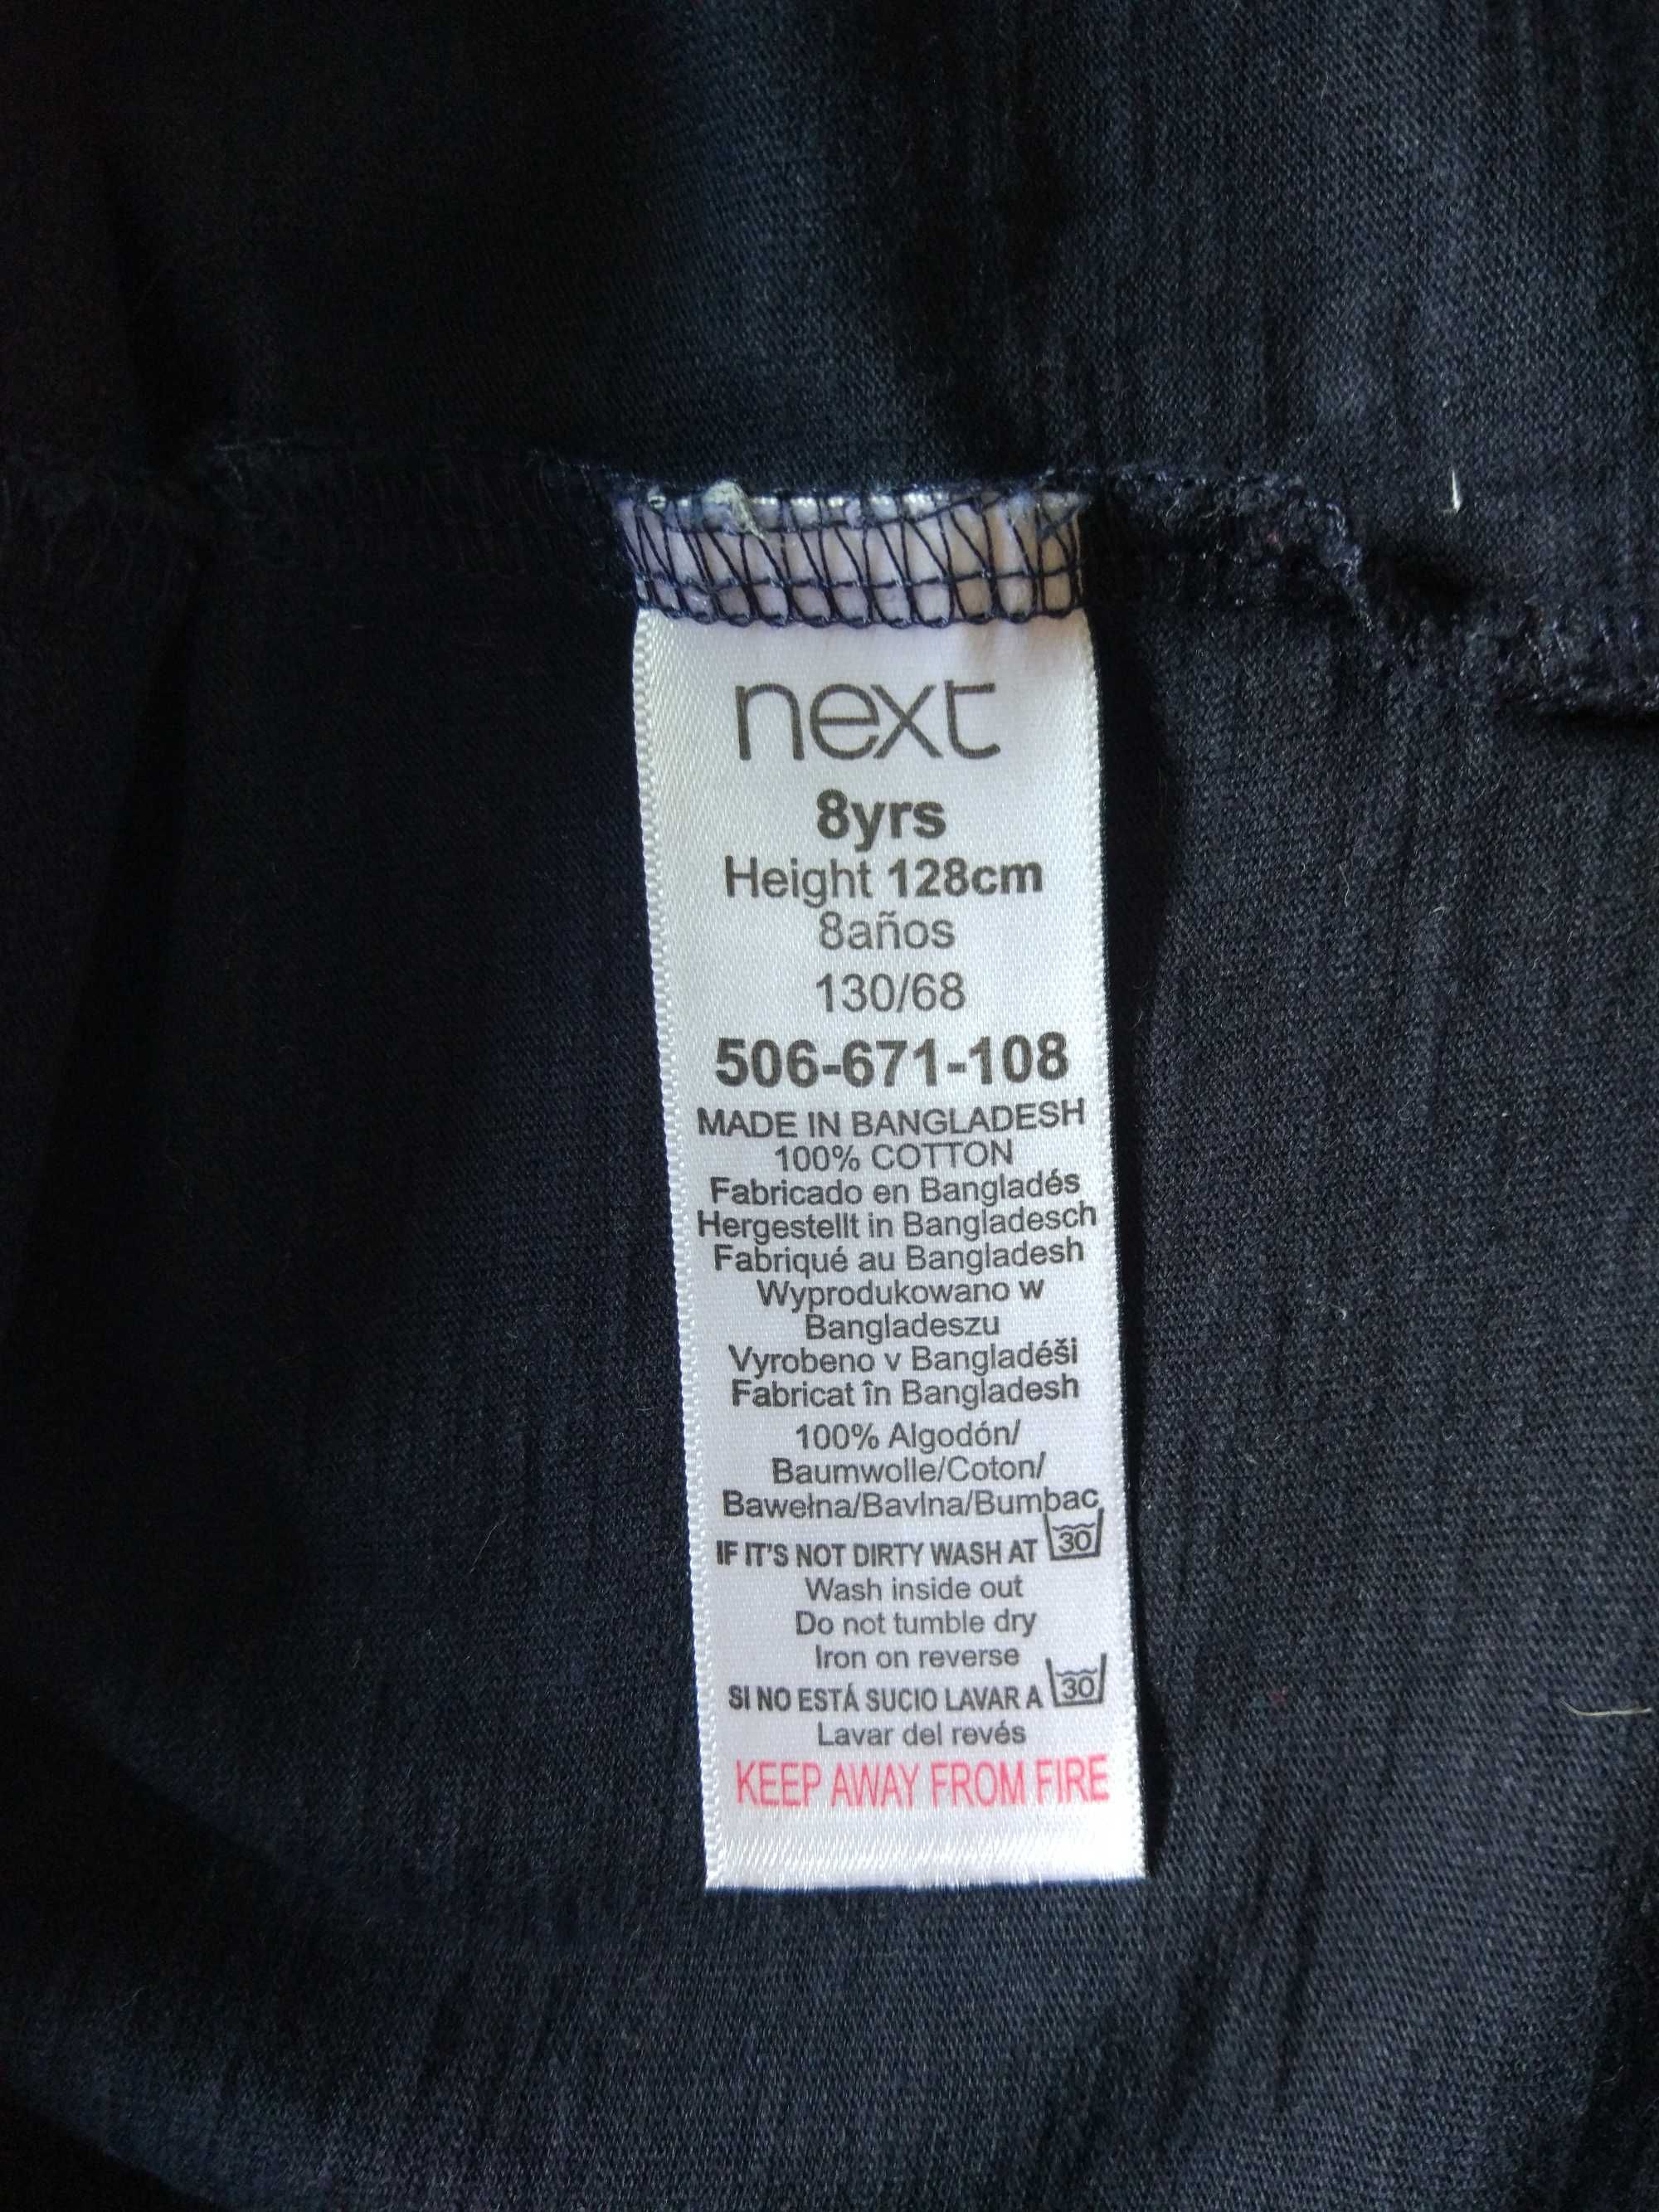 next
8yrs
Height 128cm
8años
130/68
506-671-108
MADE IN BANGLADESH
100% COTTON
Fabricado en Bangladés
Hergestellt in Bangladesch
Fabriqué au Bangladesh
Wyprodukowano w
Bangladeszu
Vyrobeno v Bangladéši
Fabricat în Bangladesh
100% Algodón/
Baumwolle/Coton/
Bawełna/Bavlna/Bumbac
IF IT'S NOT DIRTY WASH AT 30
Wash inside out
Do not tumble dry
Iron on reverse
SI NO ESTÁ SUCIO LAVAR A 30
Lavar del revés
KEEP AWAY FROM FIRE